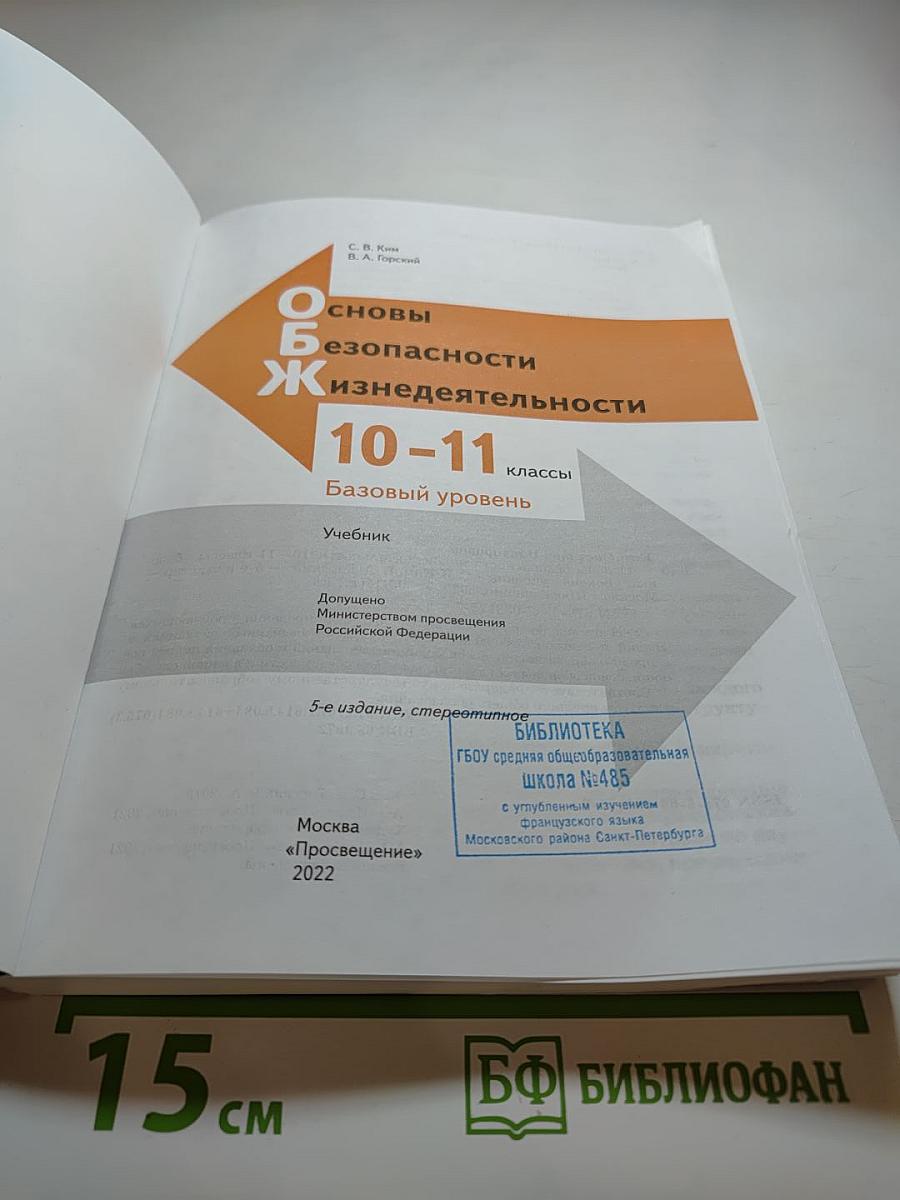 С. В. Ким
В. А. Горский
Основы
Безопасности
Жизнедеятельности
10–11 классы
Базовый уровень
Учебник
Допущено
Министерством просвещения
Российской Федерации
5-е издание, стереотипное
БИБЛИОТЕКА
ГБОУ средняя общеобразовательная
школа №485
с углубленным изучением
французского языка
Московского района Санкт-Петербурга
Москва
«Просвещение»
2022
15 см
БФ БИБЛИОФАН